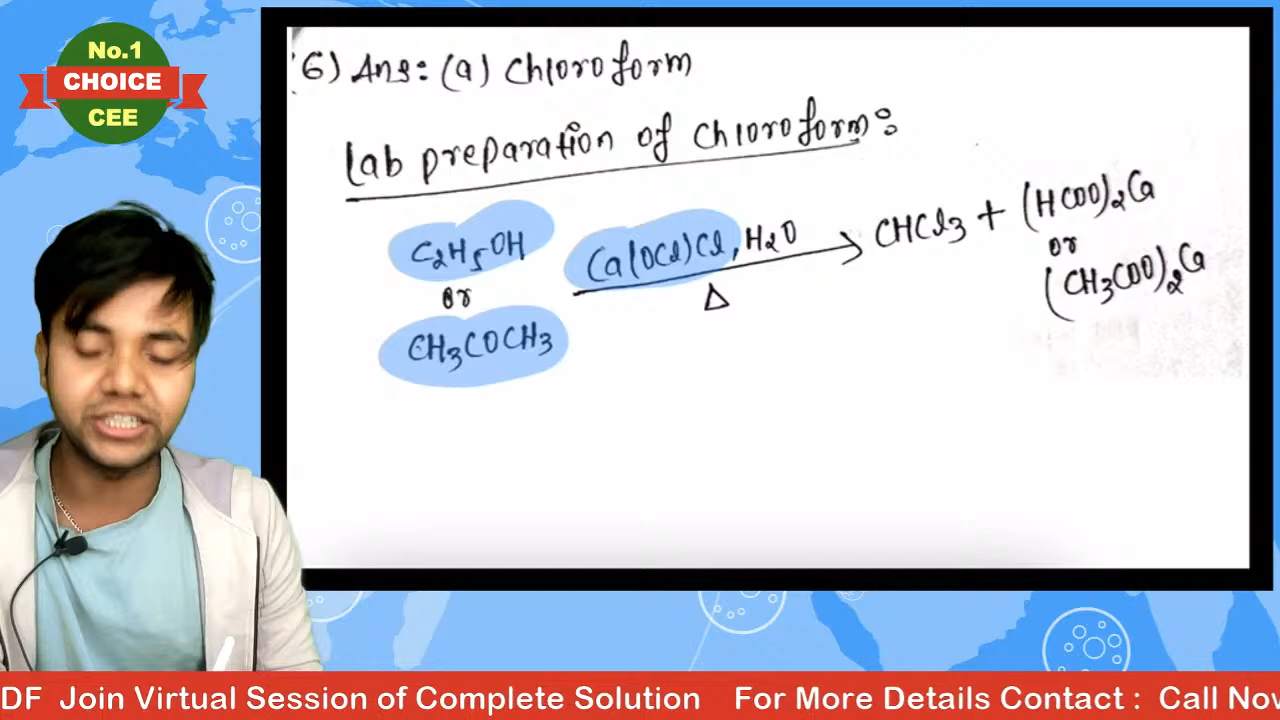 No.1
CHOICE
CEE
6) Ans: (a) Chloroform
Lab preparation of Chloroform:
C₂H₅OH
or
CH₃COCH₃
Ca(OCl)Cl, H₂O
Δ
CHCl₃ + (HCOO)₂Ca
or
(CH₃COO)₂Ca
DF Join Virtual Session of Complete Solution For More Details Contact : Call Nov